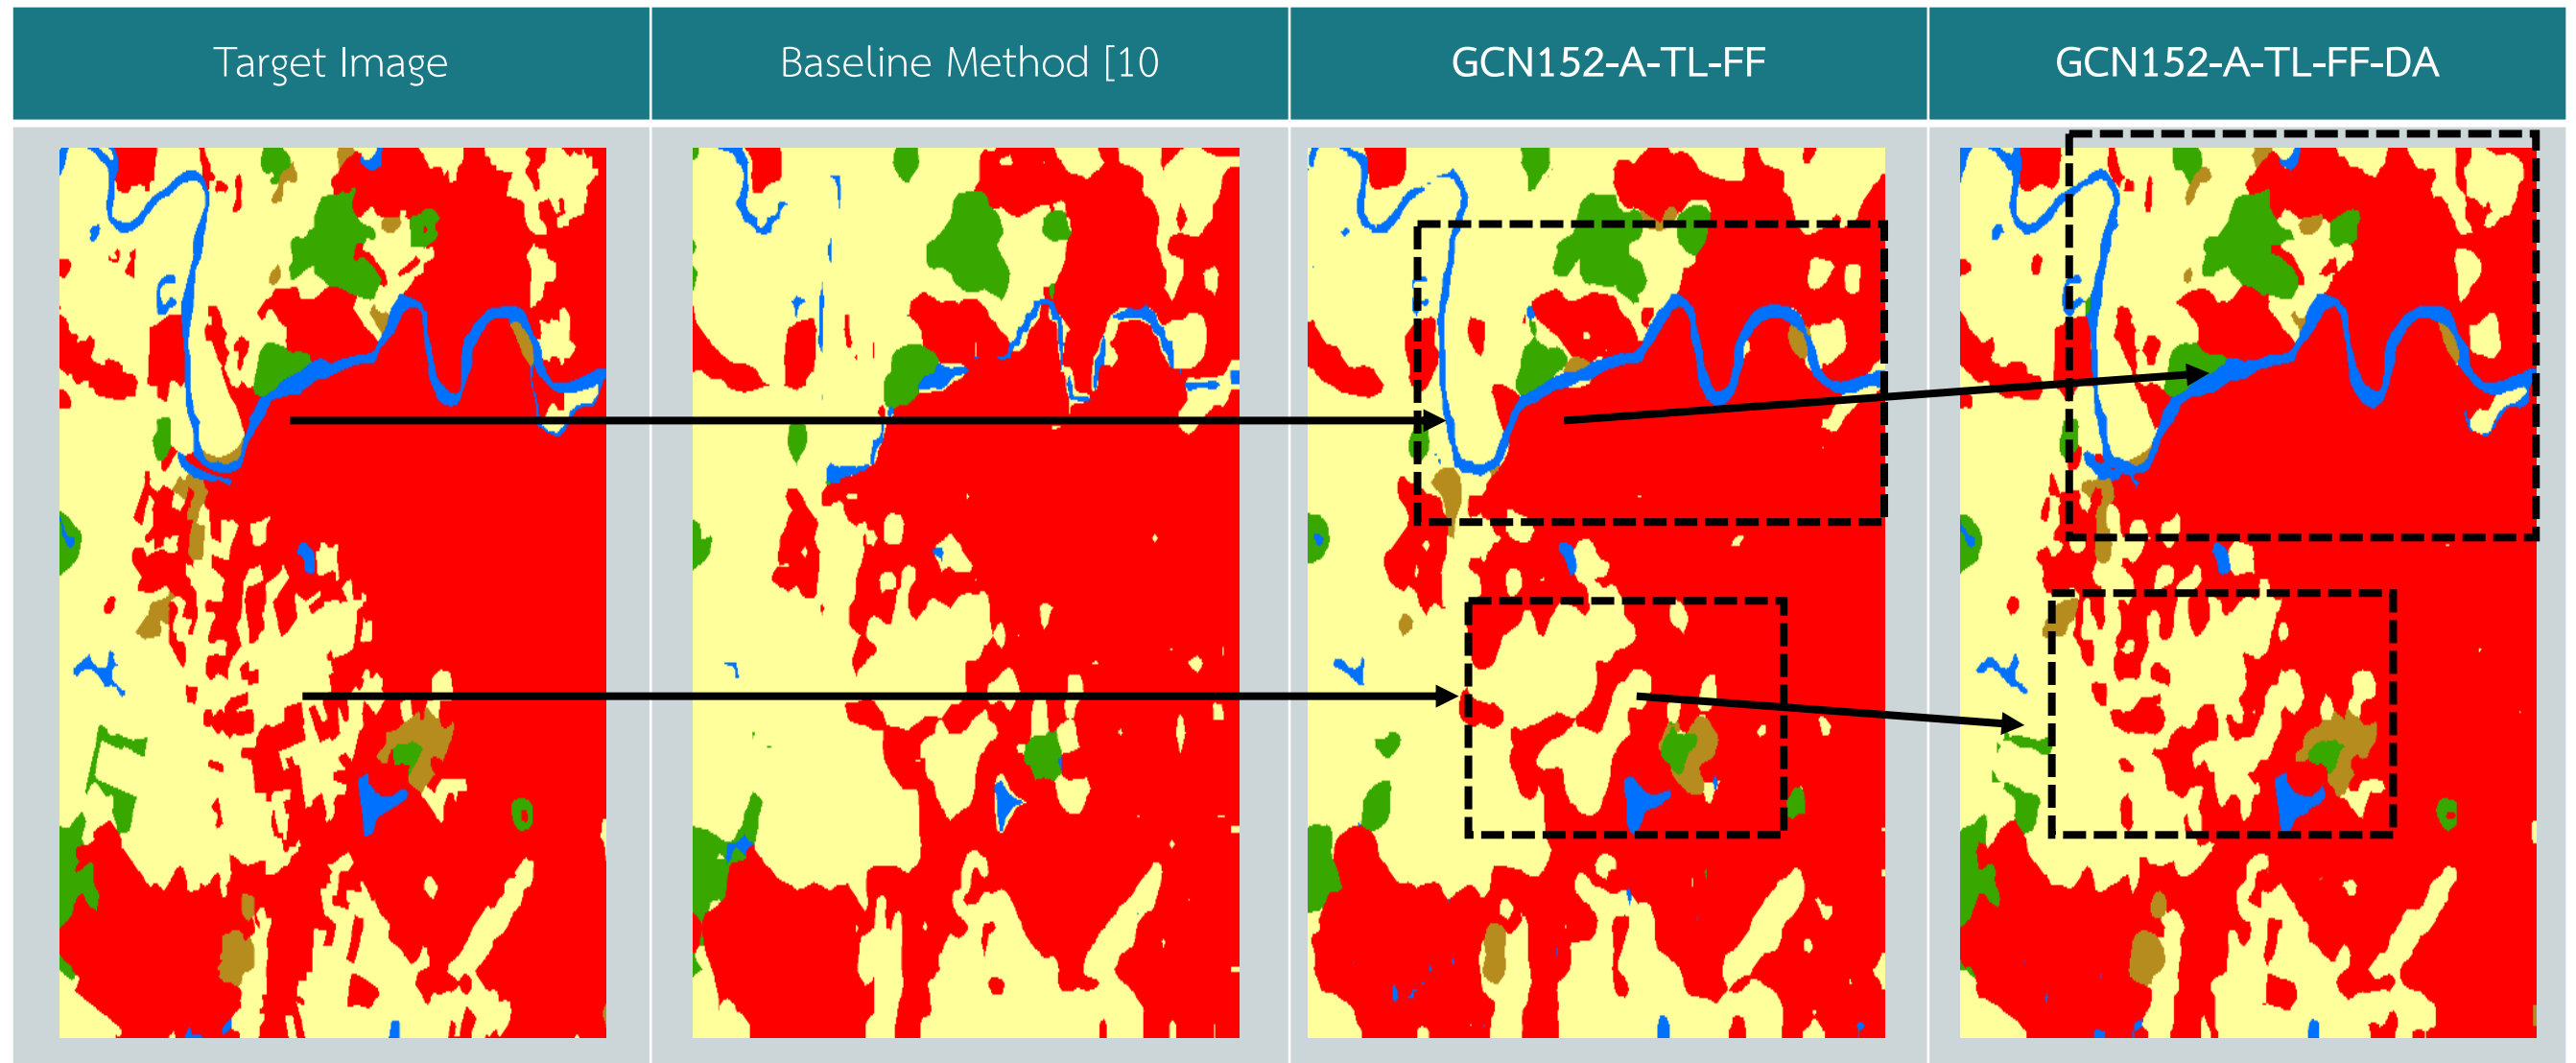 Target Image
Baseline Method [10
GCN152-A-TL-FF
GCN152-A-TL-FF-DA